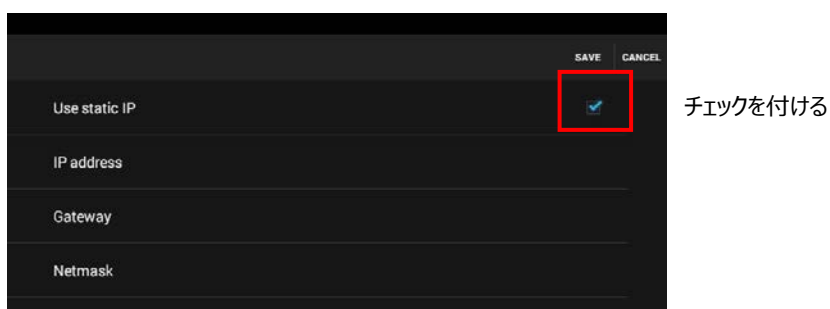 SAVE CANCEL
Use static IP
チェックを付ける
IP address
Gateway
Netmask